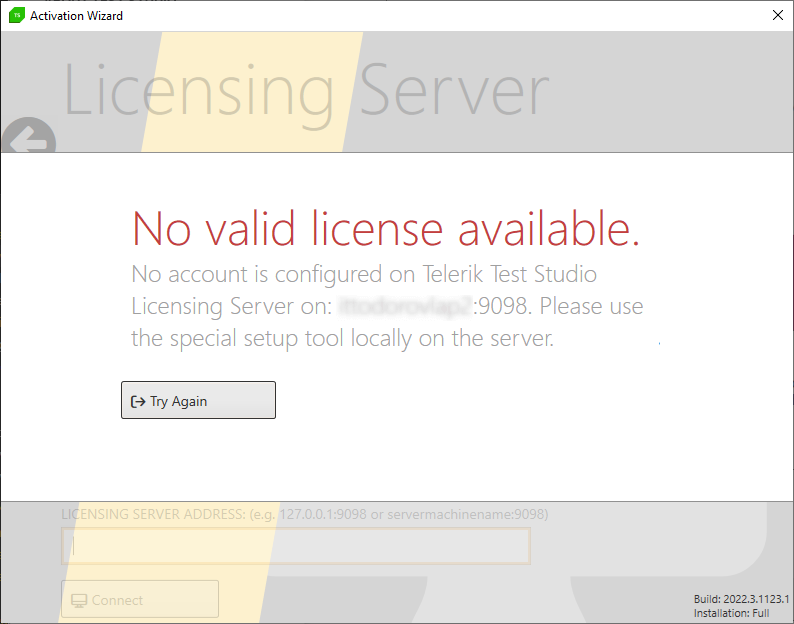 TS Activation Wizard
Licensing Server
No valid license available.
No account is configured on Telerik Test Studio
Licensing Server on: :9098. Please use
the special setup tool locally on the server.
Try Again
LICENSING SERVER ADDRESS: (e.g. 127.0.0.1:9098 or servermachinename:9098)
Connect
Build: 2022.3.1123.1
Installation: Full